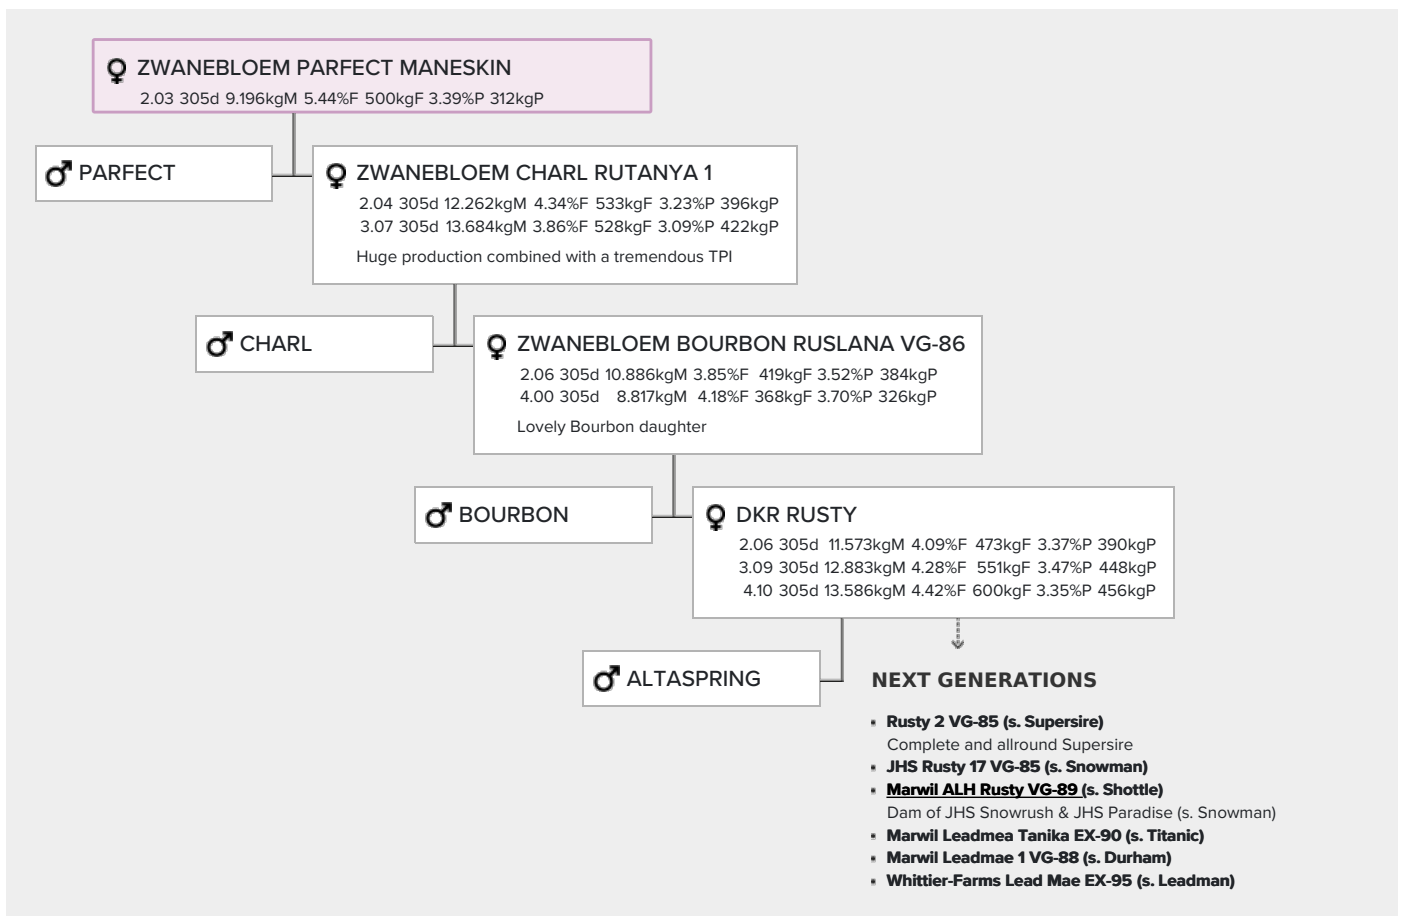 ZWANEBLOEM PARFECT MANESKIN
2.03 305d 9.196kgM 5.44%F 500kgF 3.39%P 312kgP
PARFECT
ZWANEBLOEM CHARL RUTANYA 1
2.04 305d 12.262kgM 4.34%F 533kgF 3.23%P 396kgP
3.07 305d 13.684kgM 3.86%F 528kgF 3.09%P 422kgP
Huge production combined with a tremendous TPI
CHARL
ZWANEBLOEM BOURBON RUSLANA VG-86
2.06 305d 10.886kgM 3.85%F 419kgF 3.52%P 384kgP
4.00 305d 8.817kgM 4.18%F 368kgF 3.70%P 326kgP
Lovely Bourbon daughter
BOURBON
DKR RUSTY
2.06 305d 11.573kgM 4.09%F 473kgF 3.37%P 390kgP
3.09 305d 12.883kgM 4.28%F 551kgF 3.47%P 448kgP
4.10 305d 13.586kgM 4.42%F 600kgF 3.35%P 456kgP
ALTASPRING
NEXT GENERATIONS
Rusty 2 VG-85 (s. Supersire)
Complete and allround Supersire
JHS Rusty 17 VG-85 (s. Snowman)
Marwil ALH Rusty VG-89 (s. Shottle)
Dam of JHS Snowrush & JHS Paradise (s. Snowman)
Marwil Leadmea Tanika EX-90 (s. Titanic)
Marwil Leadmae 1 VG-88 (s. Durham)
Whittier-Farms Lead Mae EX-95 (s. Leadman)